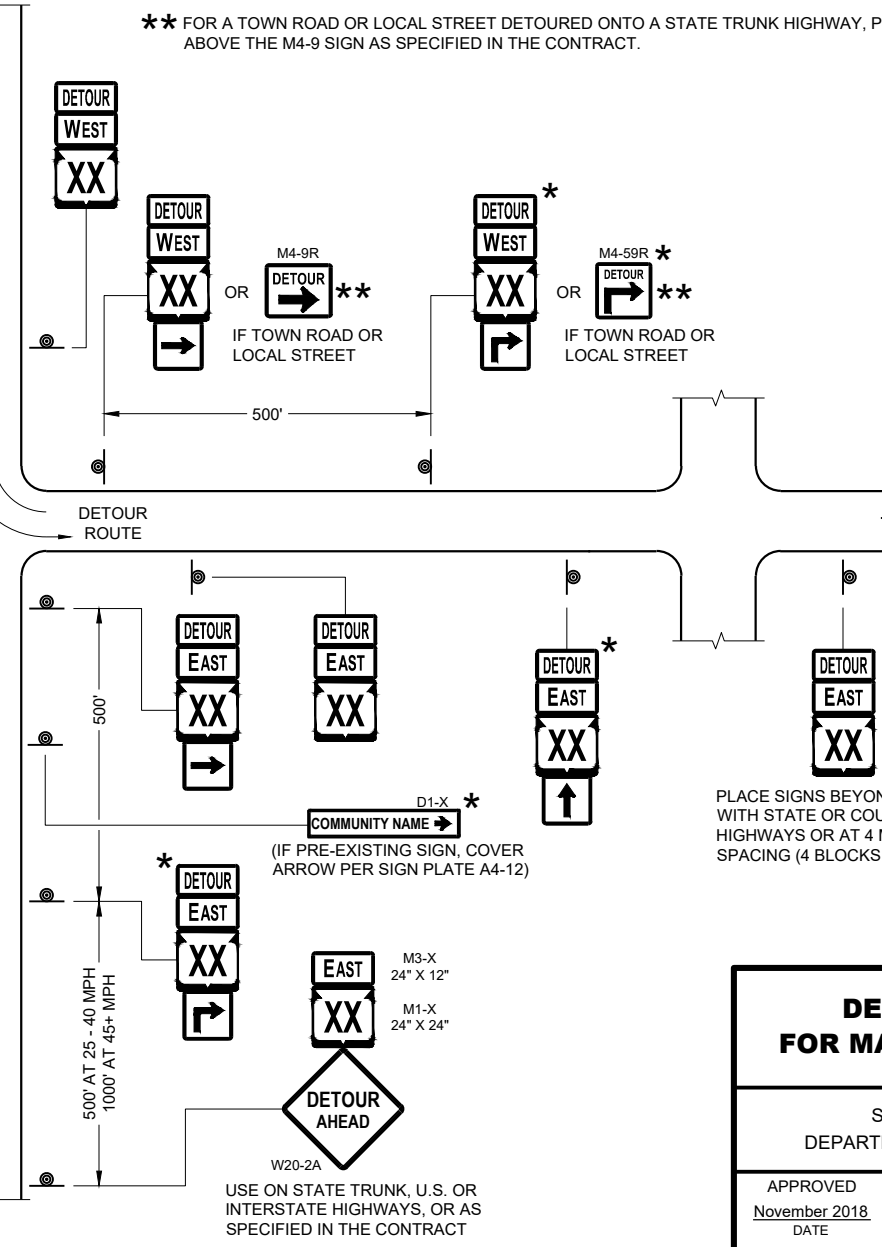 ** FOR A TOWN ROAD OR LOCAL STREET DETOURED ONTO A STATE TRUNK HIGHWAY,
ABOVE THE M4-9 SIGN AS SPECIFIED IN THE CONTRACT.
DETOUR
WEST
XX
DETOUR
WEST
XX
OR
M4-9R
DETOUR
**
IF TOWN ROAD OR
LOCAL STREET
DETOUR *
WEST
XX
OR
M4-59R *
DETOUR
**
IF TOWN ROAD OR
LOCAL STREET
500'
DETOUR
ROUTE
DETOUR
EAST
XX
DETOUR
EAST
XX
DETOUR *
EAST
XX
DETOUR
EAST
XX
500'
D1-X *
COMMUNITY NAME
(IF PRE-EXISTING SIGN, COVER
ARROW PER SIGN PLATE A4-12)
PLACE SIGNS
WITH STATE OR
HIGHWAYS OR AT 4
SPACING (4 BLOCKS
* DETOUR
EAST
XX
500' AT 25 - 40 MPH
1000' AT 45+ MPH
EAST
M3-X
24" X 12"
XX
M1-X
24" X 24"
DETOUR
AHEAD
W20-2A
USE ON STATE TRUNK, U.S. OR
INTERSTATE HIGHWAYS, OR AS
SPECIFIED IN THE CONTRACT
FOR
APPROVED
November 2018
DATE